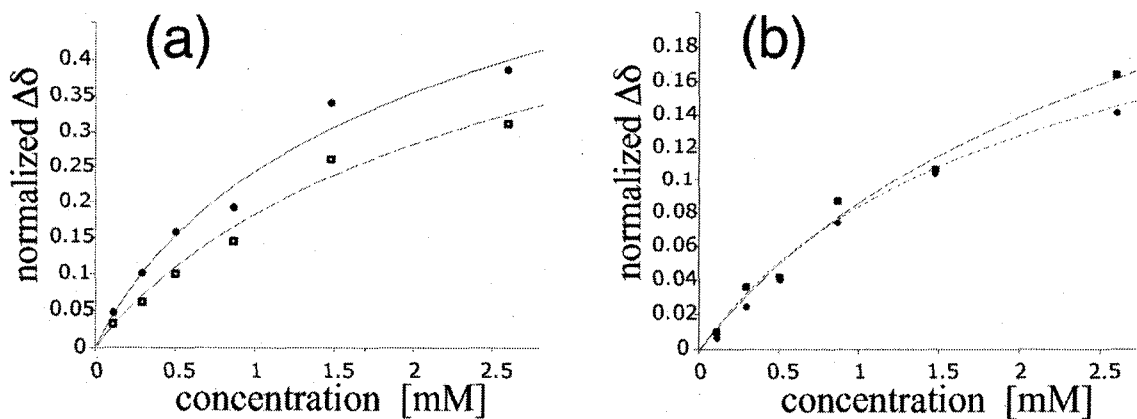 (a)
normalized Δδ
0.4
0.35
0.3
0.25
0.2
0.15
0.1
0.05
0
0 0.5 1 1.5 2 2.5
concentration [mM]
(b)
normalized Δδ
0.18
0.16
0.14
0.12
0.1
0.08
0.06
0.04
0.02
0
0 0.5 1 1.5 2 2.5
concentration [mM]